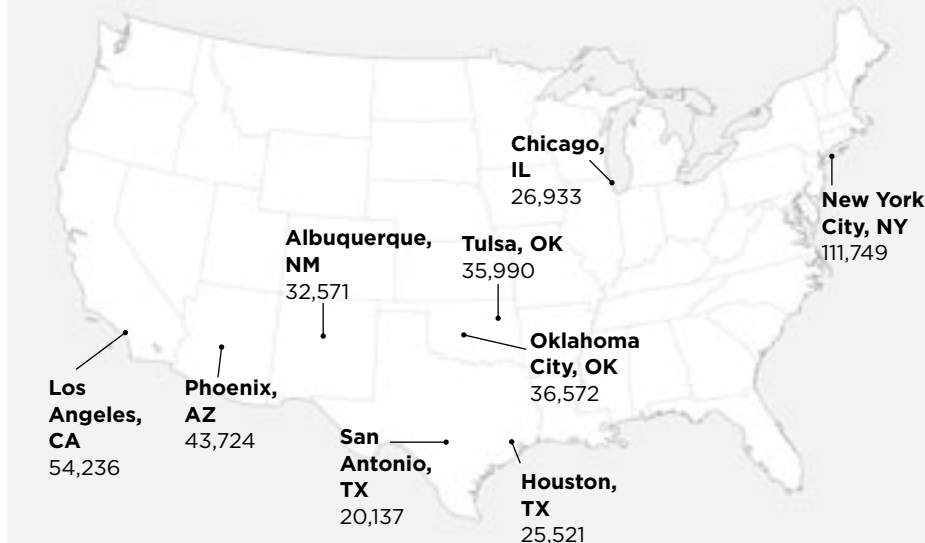 Chicago,
IL
26,933
New York
City, NY
111,749
Albuquerque,
NM
32,571
Tulsa, OK
35,990
Oklahoma
City, OK
36,572
Los
Angeles,
CA
54,236
Phoenix,
AZ
43,724
San
Antonio,
TX
20,137
Houston,
TX
25,521